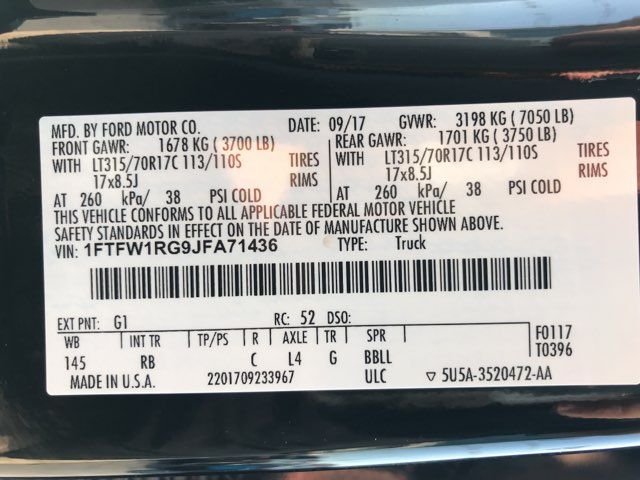 MFD. BY FORD MOTOR CO. DATE: 09/17 GVWR: 3198 KG ( 7050 LB)
FRONT GAWR: 1678 KG ( 3700 LB) REAR GAWR: 1701 KG ( 3750 LB)
WITH LT315/70R17C 113/110S TIRES WITH LT315/70R17C 113/110S TIRES
17x8.5J RIMS 17x8.5J RIMS
AT 260 kPa/ 38 PSI COLD AT 260 kPa/ 38 PSI COLD
THIS VEHICLE CONFORMS TO ALL APPLICABLE FEDERAL MOTOR VEHICLE
SAFETY STANDARDS IN EFFECT ON THE DATE OF MANUFACTURE SHOWN ABOVE.
VIN: 1FTFW1RG9JFA71436 TYPE: Truck
EXT PNT: G1 RC: 52 DSO:
WB INT TR TP/PS R AXLE TR SPR F0117
145 RB C L4 G BBLL T0396
MADE IN U.S.A. 2201709233967 ULC ▽ 5U5A-3520472-AA